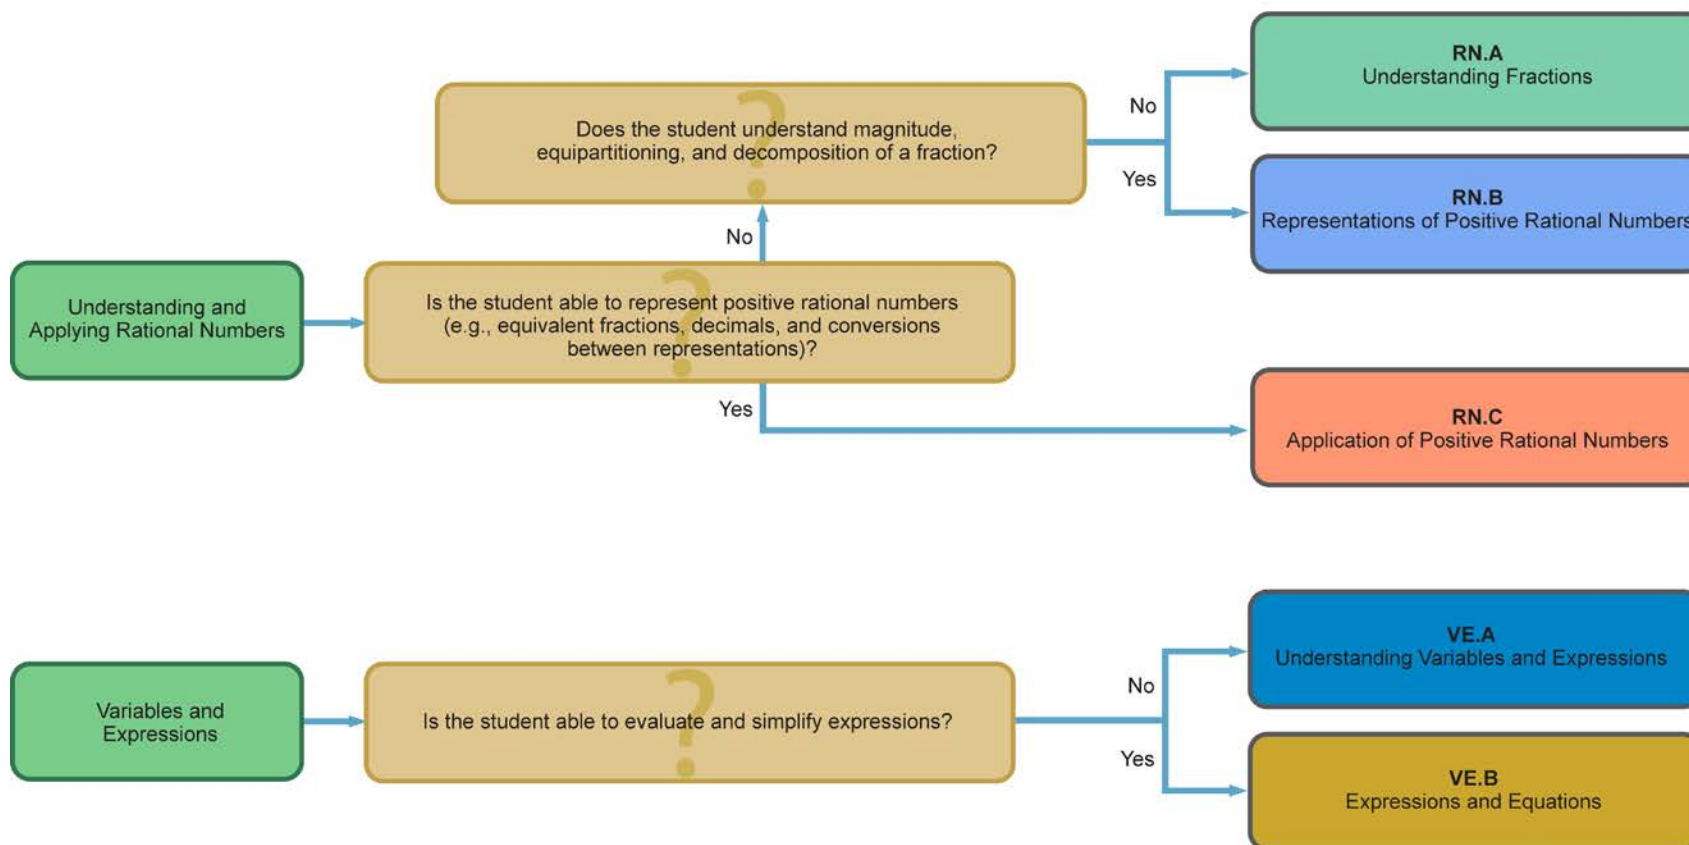 RN.A
Understanding Fractions
No
Does the student understand magnitude,
equipartitioning, and decomposition of a fraction?
Yes
RN.B
Representations of Positive Rational Numbers
No
Understanding and
Applying Rational Numbers
Is the student able to represent positive rational numbers
(e.g., equivalent fractions, decimals, and conversions
between representations)?
Yes
RN.C
Application of Positive Rational Numbers
VE.A
Understanding Variables and Expressions
No
Variables and
Expressions
Is the student able to evaluate and simplify expressions?
Yes
VE.B
Expressions and Equations